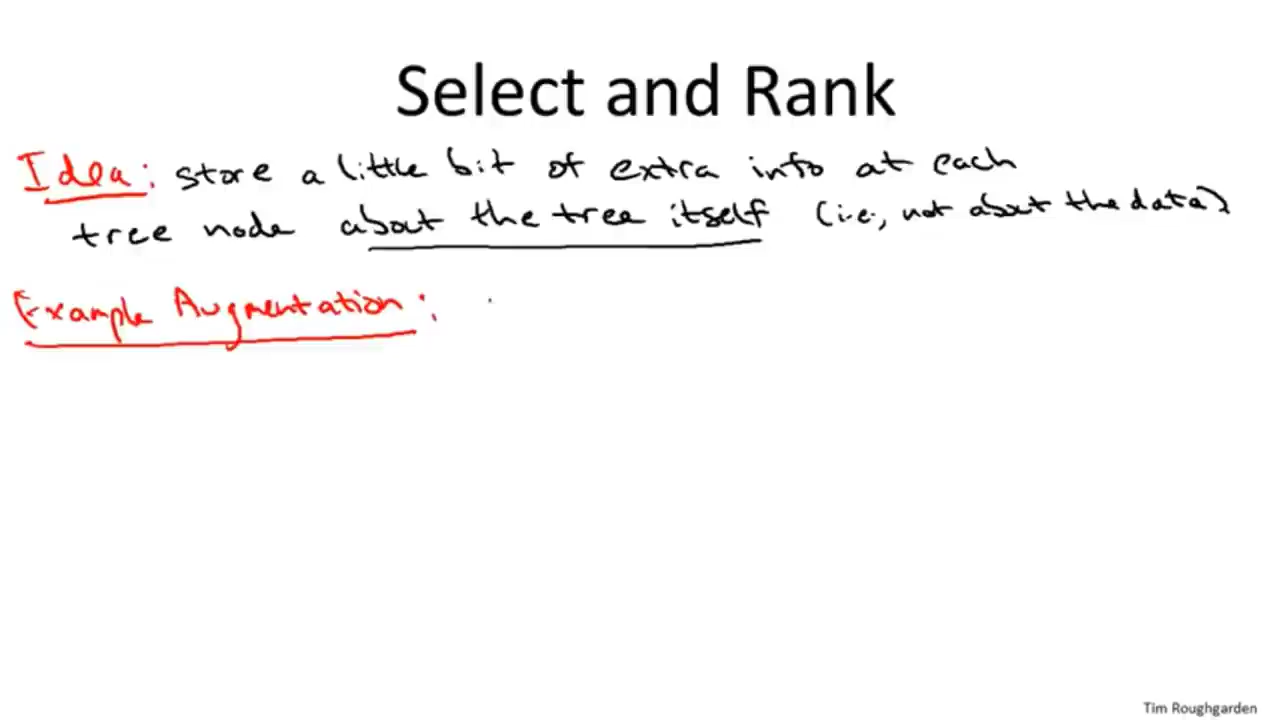 Select and Rank
Idea: store a little bit of extra info at each
tree node about the tree itself (i.e., not about the data)
Example Augmentation:
Tim Roughgarden